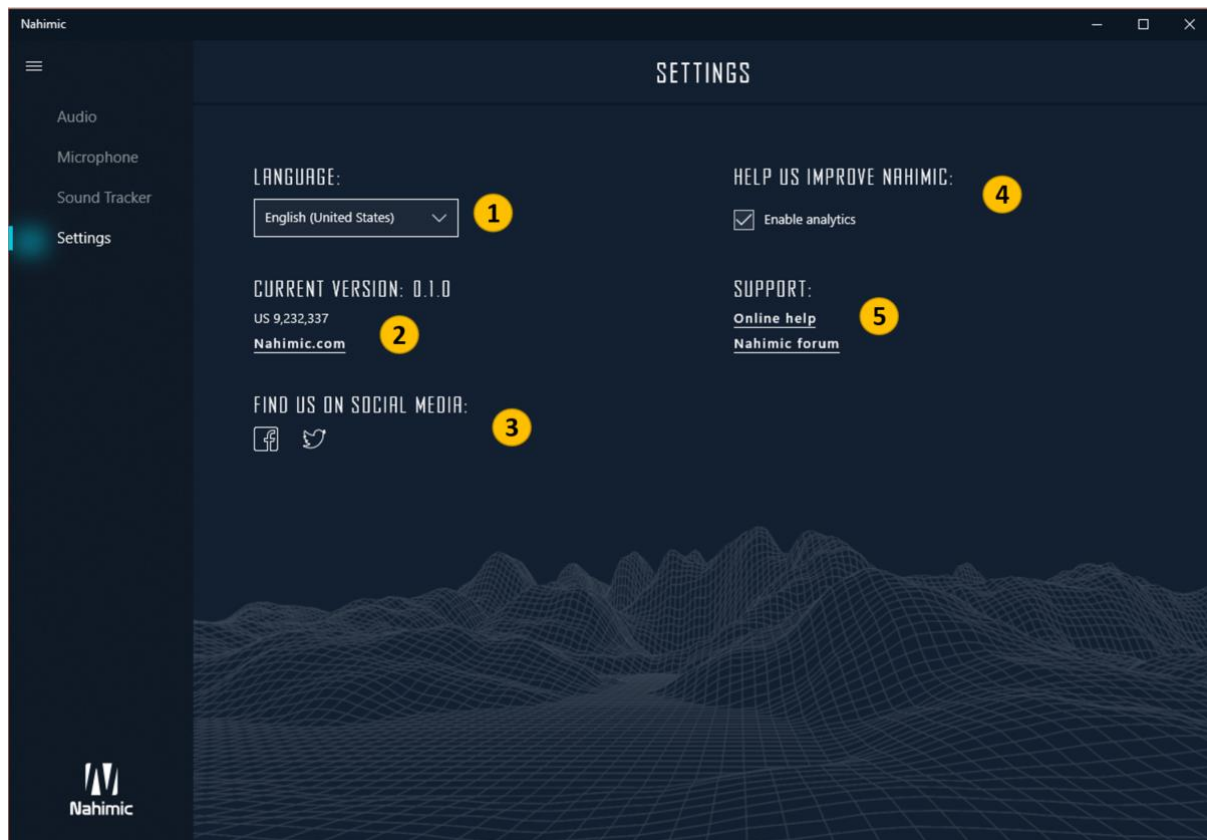 Nahimic
SETTINGS
Audio
Microphone
Sound Tracker
Settings
LANGUAGE:
English (United States)
1
CURRENT VERSION: 0.1.0
US 9,232,337
Nahimic.com
2
FIND US ON SOCIAL MEDIA:
3
HELP US IMPROVE NAHIMIC:
Enable analytics
4
SUPPORT:
Online help
Nahimic forum
5
Nahimic